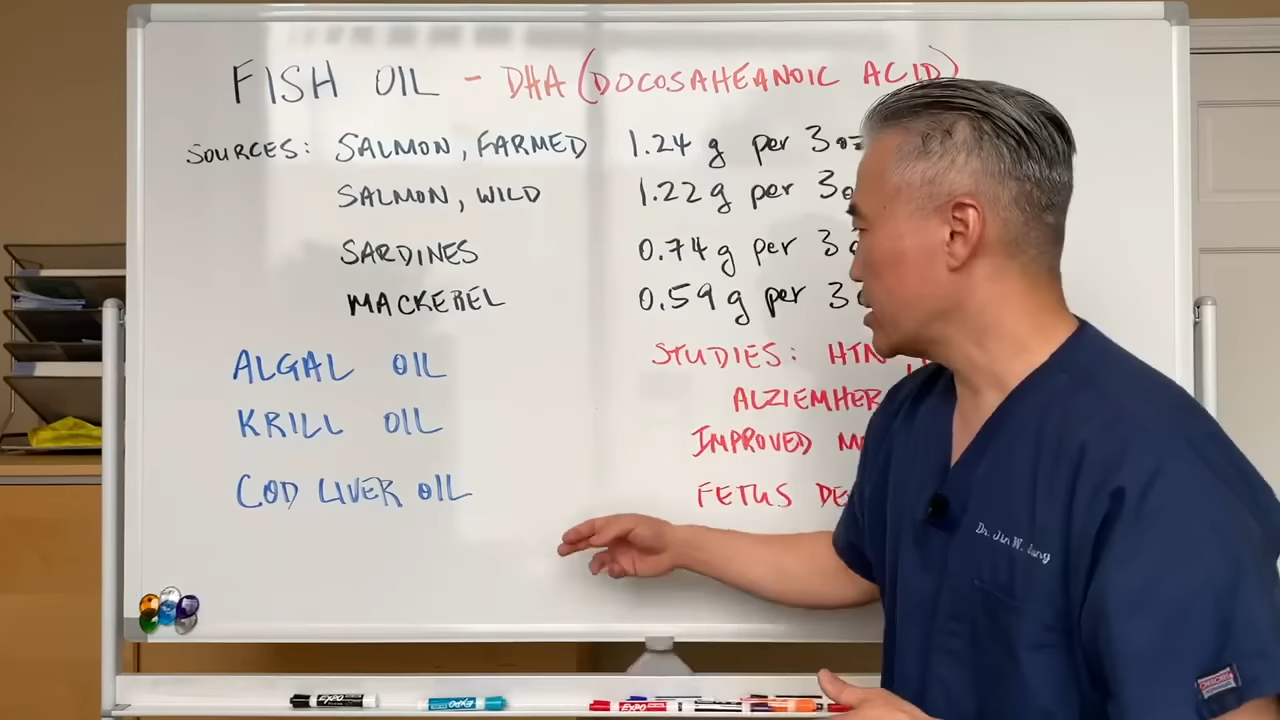 FISH OIL - DHA (DOCOSAHEANOIC ACID)
SOURCES: SALMON, FARMED 1.24 g per 3oz
SALMON, WILD 1.22 g per 3
SARDINES 0.74 g per 3
MACKEREL 0.59 g per 3
ALGAL OIL
KRILL OIL
COD LIVER OIL
STUDIES: HTN
ALZIEMHER
IMPROVED
FETUS
Dr. Jin W.
EXPO
EXPO
EXPO
CHEROKEE